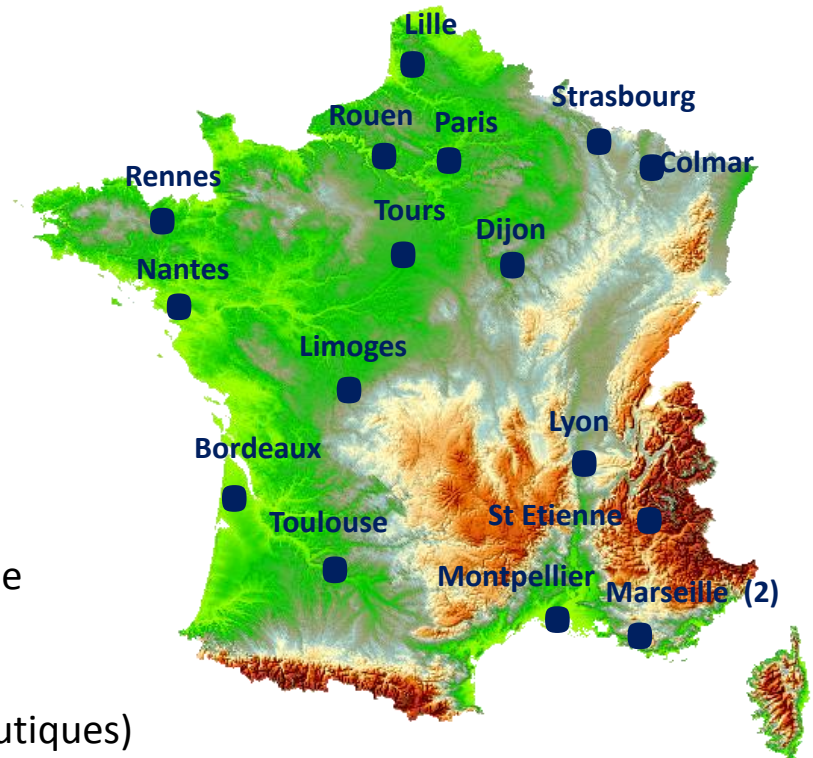 Lille
Strasbourg
Rouen
Paris
Colmar
Rennes
Tours
Dijon
Nantes
Limoges
Lyon
Bordeaux
St Etienne
Toulouse
e
Montpellier
Marseille (2)
utiques)